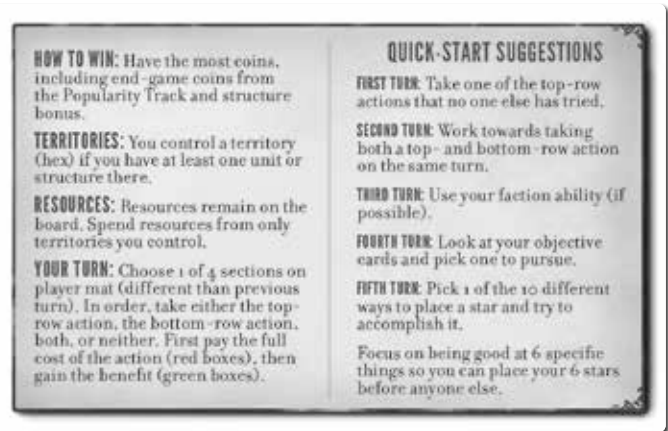 HOW TO WIN: Have the most coins,
including end-game coins from
the Popularity Track and structure
bonus.
TERRITORIES: You control a territory
(hex) if you have at least one unit or
structure there.
RESOURCES: Resources remain on the
board. Spend resources from only
territories you control.
YOUR TURN: Choose 1 of 4 sections on
player mat (different than previous
turn). In order, take either the top-
row action, the bottom-row action,
both, or neither. First pay the full
cost of the action (red boxes), then
gain the benefit (green boxes).
QUICK-START SUGGESTIONS
FIRST TURN: Take one of the top-row
actions that no one else has tried.
SECOND TURN: Work towards taking
both a top- and bottom-row action
on the same turn.
THIRD TURN: Use your faction ability (if
possible).
FOURTH TURN: Look at your objective
cards and pick one to pursue.
FIFTH TURN: Pick 1 of the 10 different
ways to place a star and try to
accomplish it.
Focus on being good at 6 specific
things so you can place your 6 stars
before anyone else.